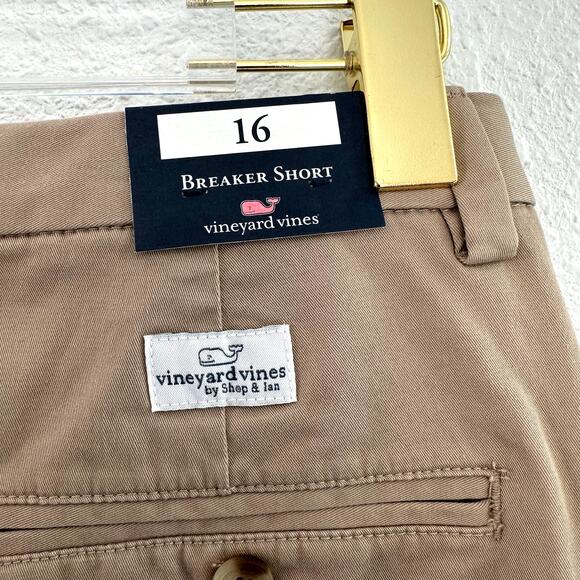 16
BREAKER SHORT
vineyard vines
vineyard vines
by Shep & Ian